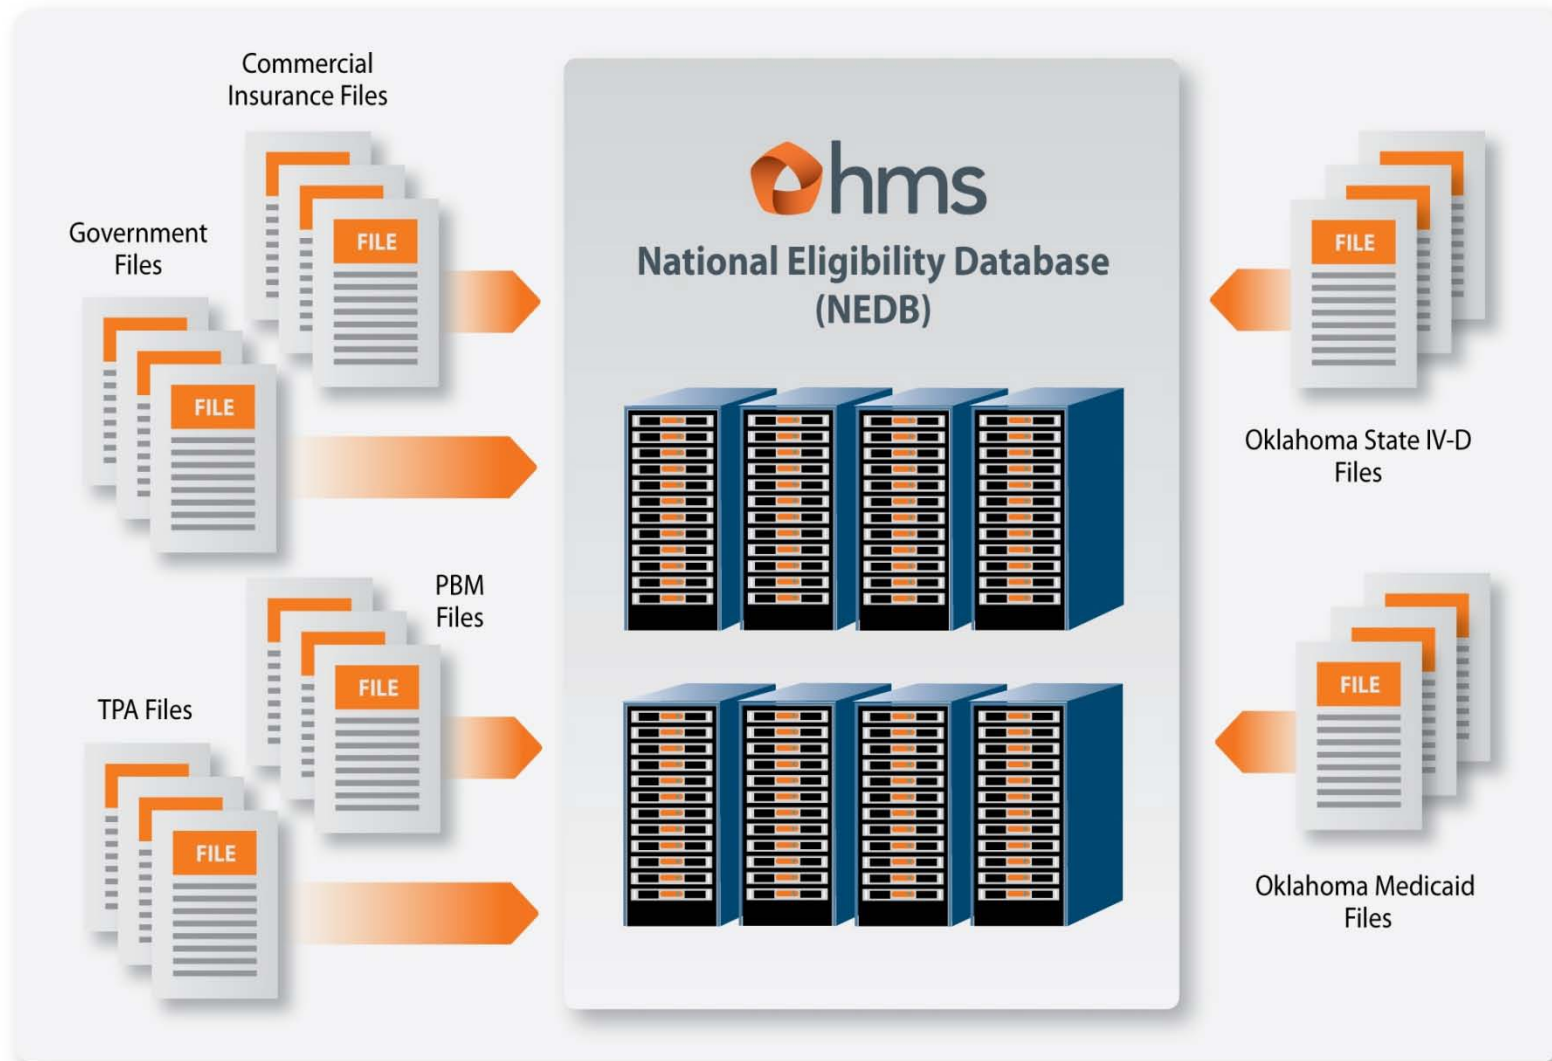 Commercial
Insurance Files
FILE
Government
Files
FILE
PBM
Files
FILE
TPA Files
FILE
hms
National Eligibility Database
(NEDB)
FILE
Oklahoma State IV-D
Files
FILE
Oklahoma Medicaid
Files